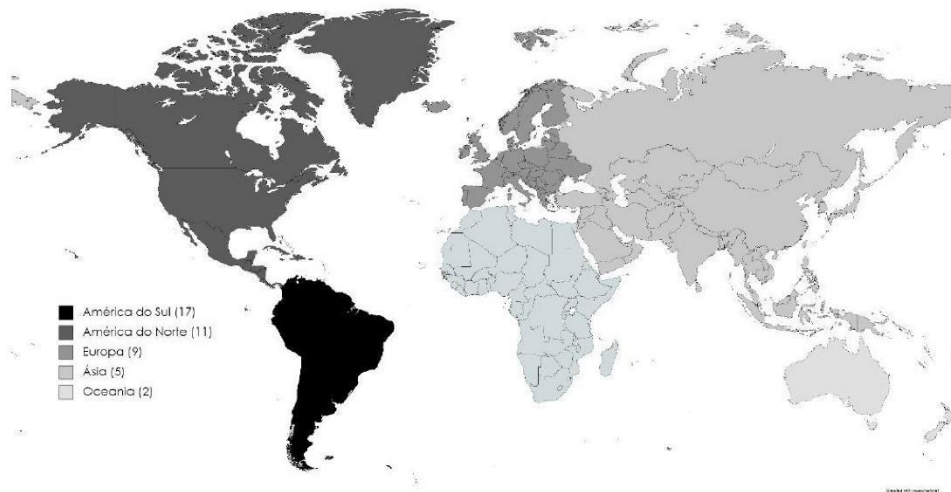 América do Sul (17)
América do Norte (11)
Europa (9)
Ásia (5)
Oceania (2)